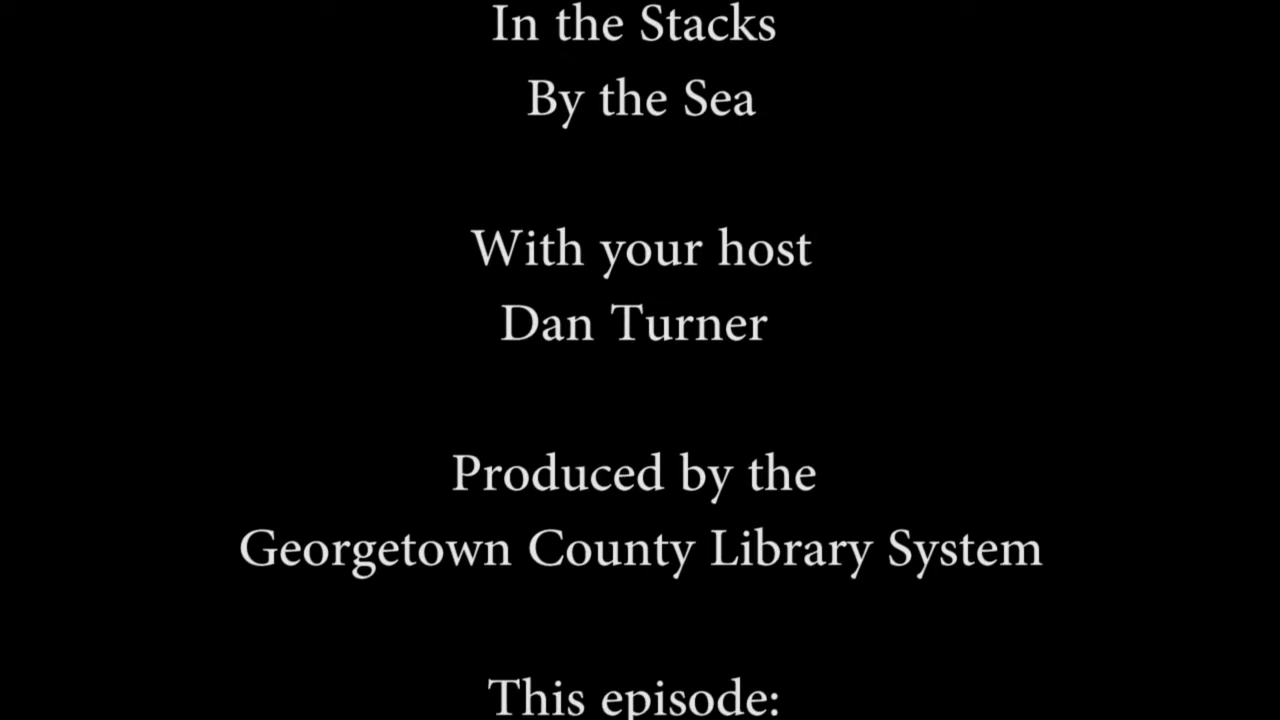 In the Stacks
By the Sea
With your host
Dan Turner
Produced by the
Georgetown County Library System
This episode: